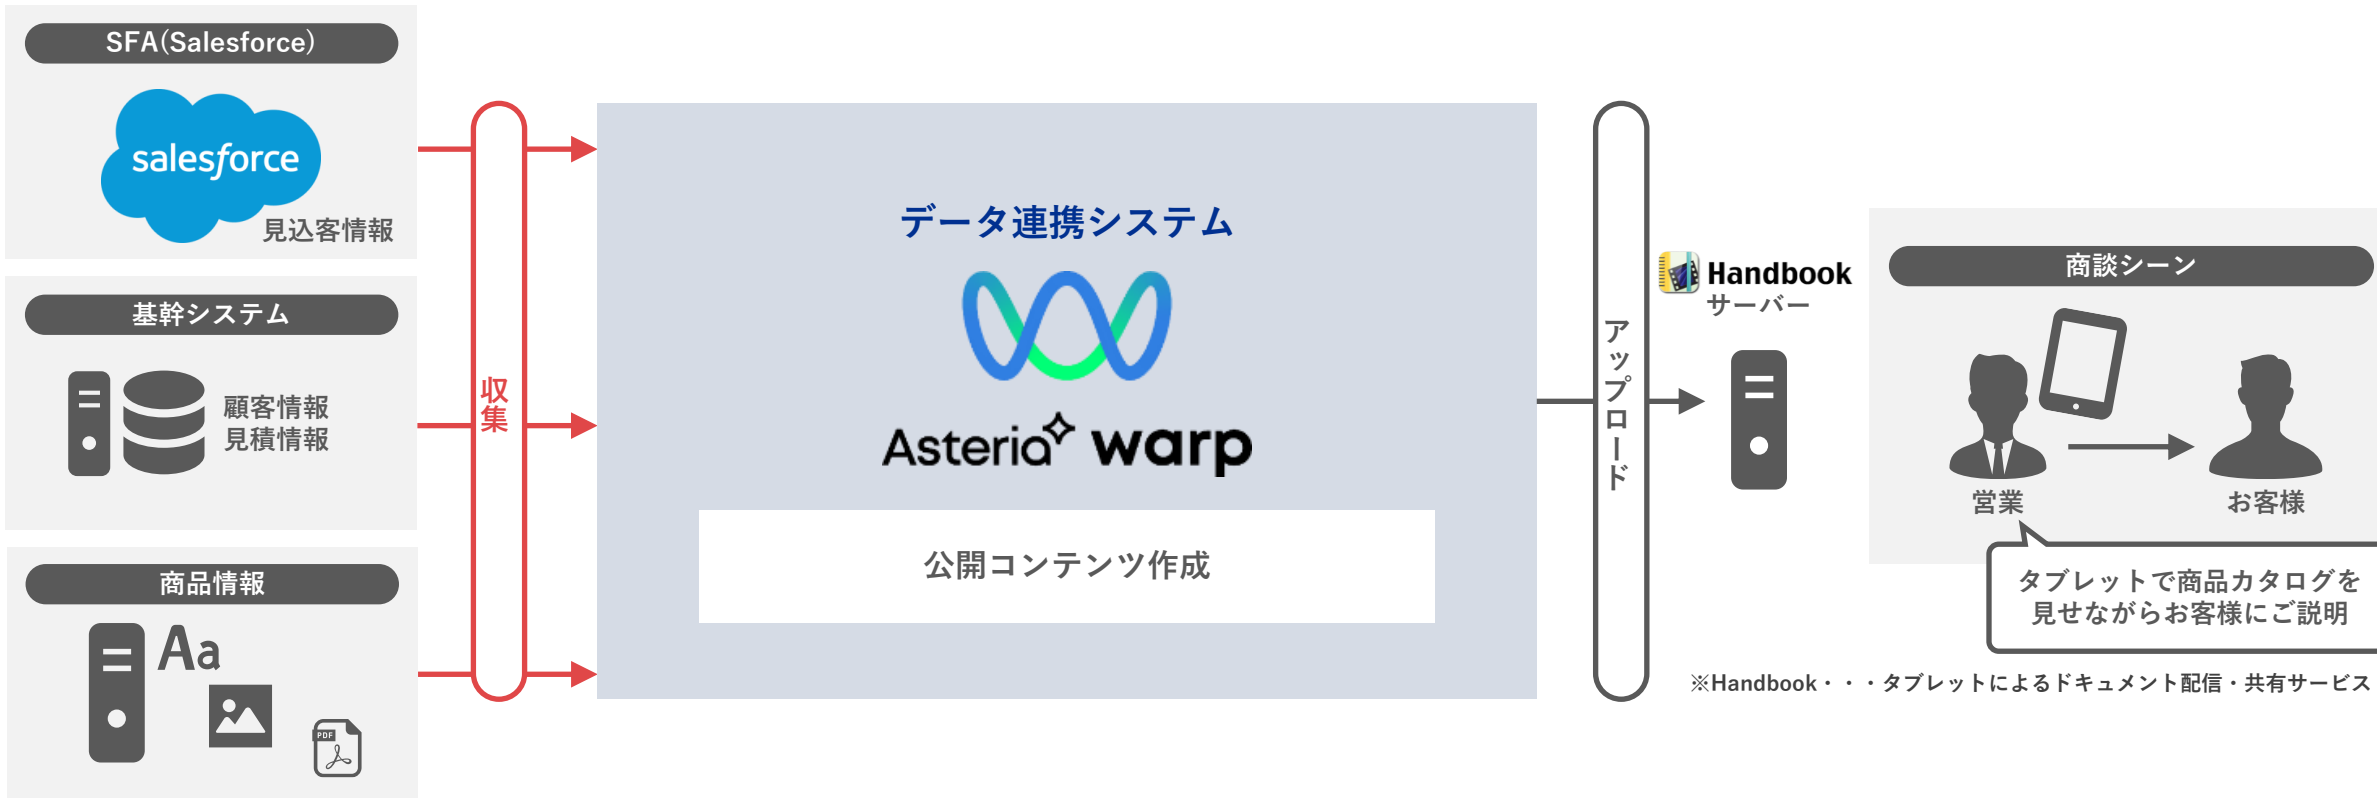 SFA(Salesforce)
salesforce
見込客情報
基幹システム
顧客情報
見積情報
商品情報
Aa
PDF
収集
データ連携システム
Asteria warp
公開コンテンツ作成
アップロード
Handbook
サーバー
商談シーン
営業
お客様
タブレットで商品カタログを
見せながらお客様にご説明
※Handbook・・・タブレットによるドキュメント配信・共有サービス